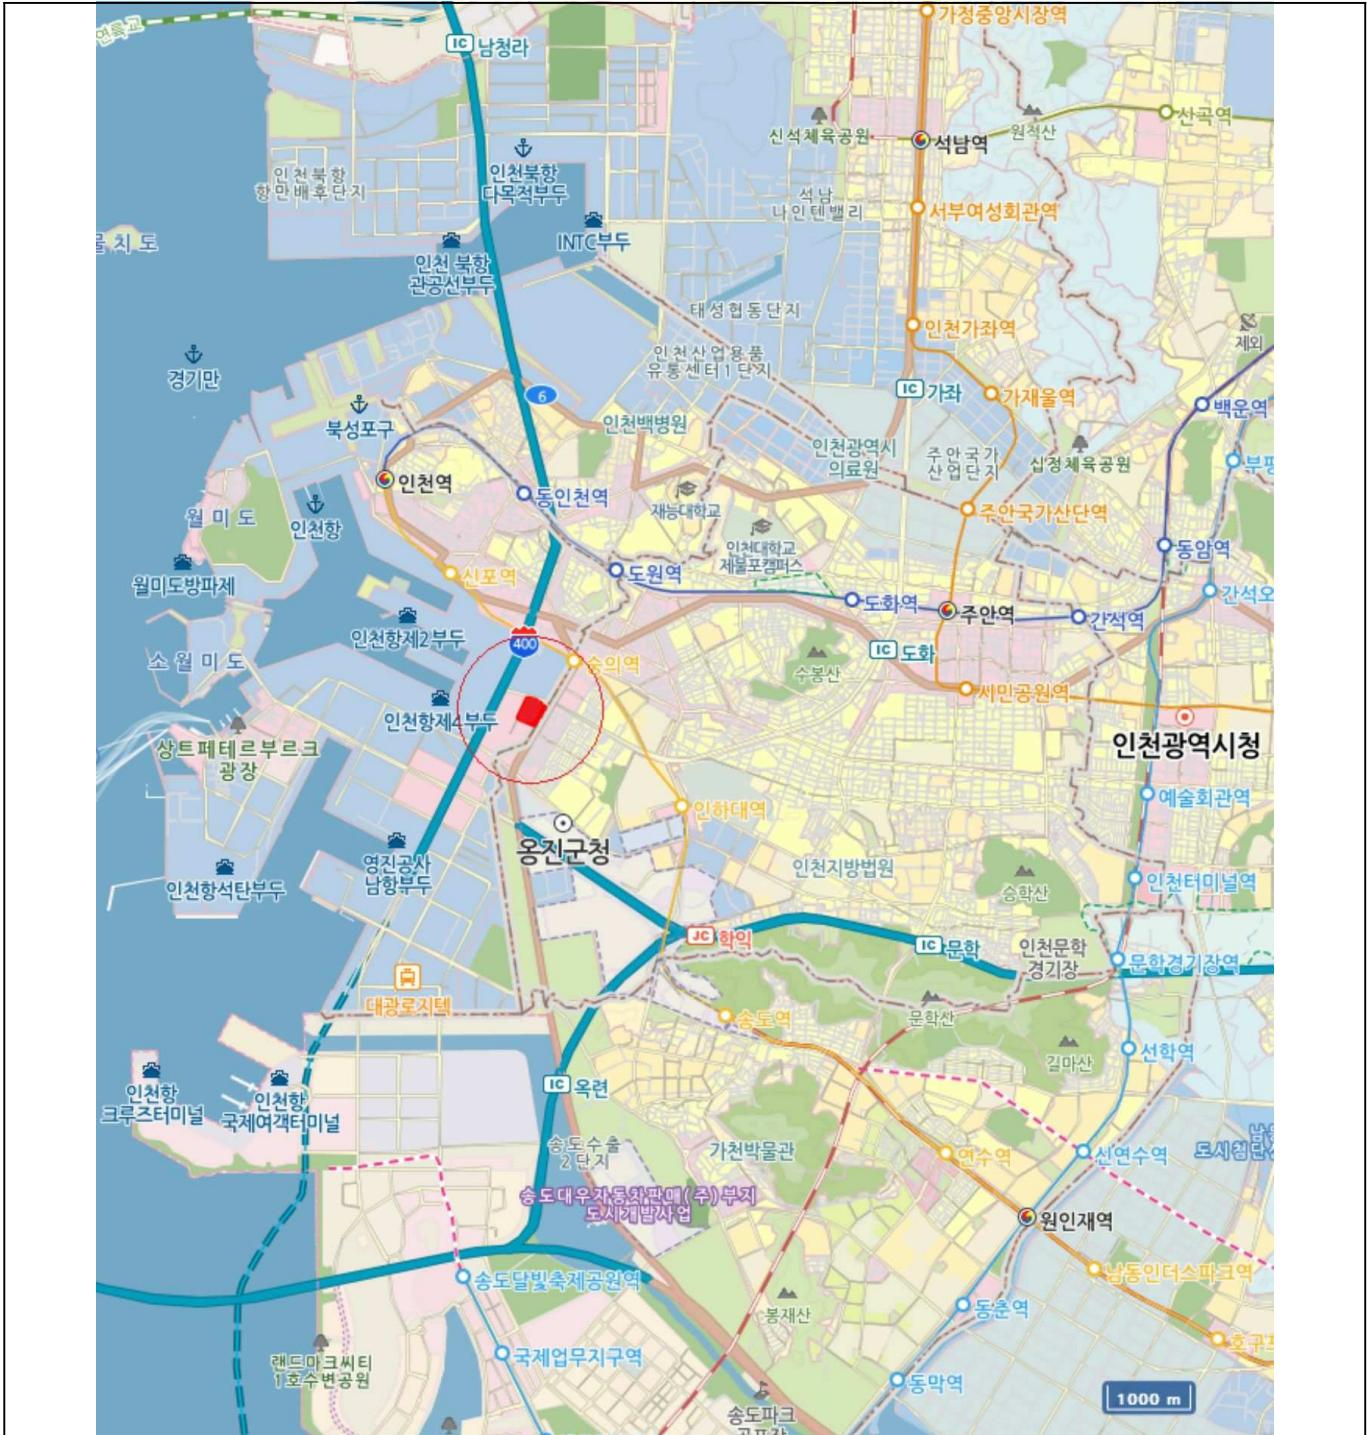 가정중앙시장역
연륙교
IC 남청라
산곡역
신석체육공원
석남역
원적산
인천북항
항만배후단지
인천북항
다목적부두
석남
나인텐밸리
서부여성회관역
INTC부두
물치도
인천 북항
관공선부두
태성협동단지
인천가좌역
제외
인천산업용품
유통센터1단지
경기만
6
IC 가좌
가재울역
백운역
북성포구
인천백병원
인천광역시
의료원
주안국가
산업단지
십정체육공원
부평
인천역
동인천역
재능대학교
월미도
인천항
주안국가산단역
인천대학교
제물포캠퍼스
동암역
월미도방파제
신포역
도원역
도화역
주안역
간석역
간석오
인천항제2부두
400
IC 도화
소월미도
숭의역
수봉산
시민공원역
인천항제4부두
상트페테르부르크
광장
인천광역시청
예술회관역
인하대역
옹진군청
영진공사
남항부두
인천지방법원
인천항석탄부두
승학산
인천터미널역
JC 학익
IC 문학
인천문학
경기장
문학경기장역
대광로지텍
송도역
문학산
길마산
선학역
인천항
크루즈터미널
인천항
국제여객터미널
IC 옥련
송도수출
2단지
가천박물관
연수역
신연수역
도시첨단
송도대우자동차판매(주)부지
도시개발사업
원인재역
송도달빛축제공원역
남동인더스파크역
봉재산
동춘역
호구포
랜드마크씨티
1호수변공원
국제업무지구역
동막역
1000 m
송도파크
골프장